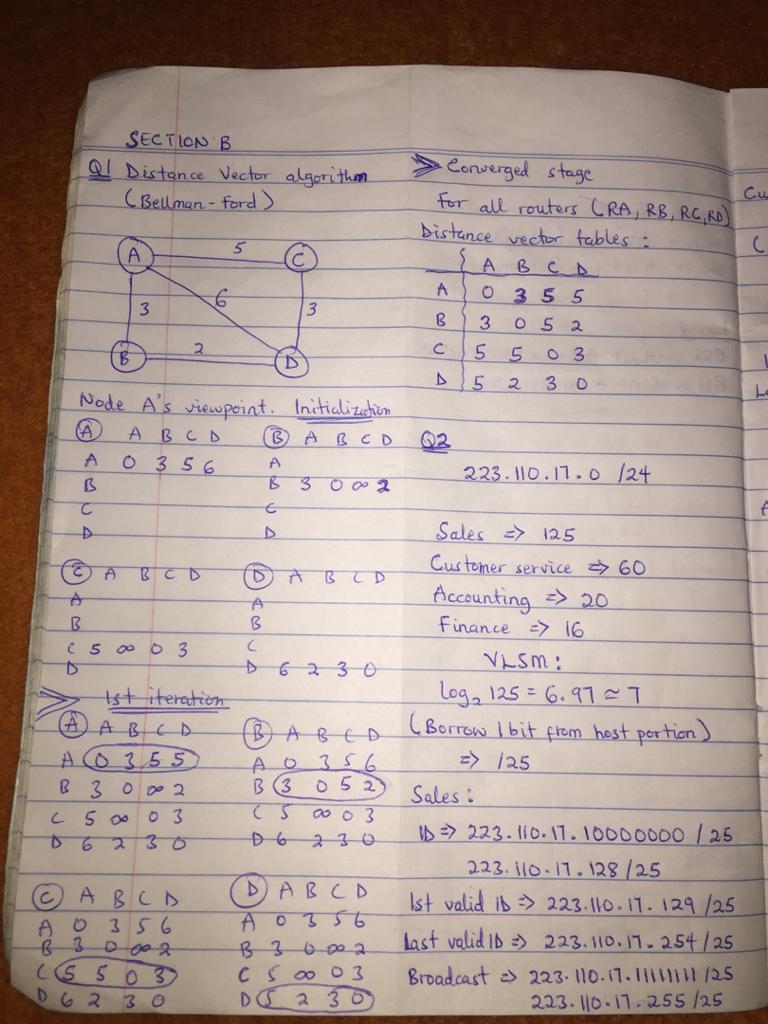 SECTION B
Q1 Distance Vector algorithm
(Bellman-Ford)
A 5 C
3 6 3
B 2 D
Node A's viewpoint. Initialization
A A B C D
A 0 3 5 6
B
C
D
B A B C D
A
B 3 0 ∞ 2
C
D
C A B C D
A
B
C 5 ∞ 0 3
D
D A B C D
A
B
C
D 6 2 3 0
1st iteration
A A B C D
A 0 3 5 5
B 3 0 ∞ 2
C 5 ∞ 0 3
D 6 2 3 0
B A B C D
A 0 3 5 6
B 3 0 5 2
C 5 ∞ 0 3
D 6 2 3 0
C A B C D
A 0 3 5 6
B 3 0 ∞ 2
C 5 5 0 3
D 6 2 3 0
D A B C D
A 0 3 5 6
B 3 0 ∞ 2
C 5 ∞ 0 3
D 5 2 3 0
Converged stage
For all routers (RA, RB, RC, RD)
Distance vector tables :
A B C D
A 0 3 5 5
B 3 0 5 2
C 5 5 0 3
D 5 2 3 0
Q2
223.110.17.0 /24
Sales => 125
Customer service => 60
Accounting => 20
Finance => 16
VLSM :
log₂ 125 = 6.97 ≃ 7
(Borrow 1 bit from host portion)
=> /25
Sales :
ID => 223.110.17.10000000 /25
223.110.17.128 /25
1st valid ID => 223.110.17.129 /25
Last valid ID => 223.110.17.254 /25
Broadcast => 223.110.17.11111111 /25
223.110.17.255 /25